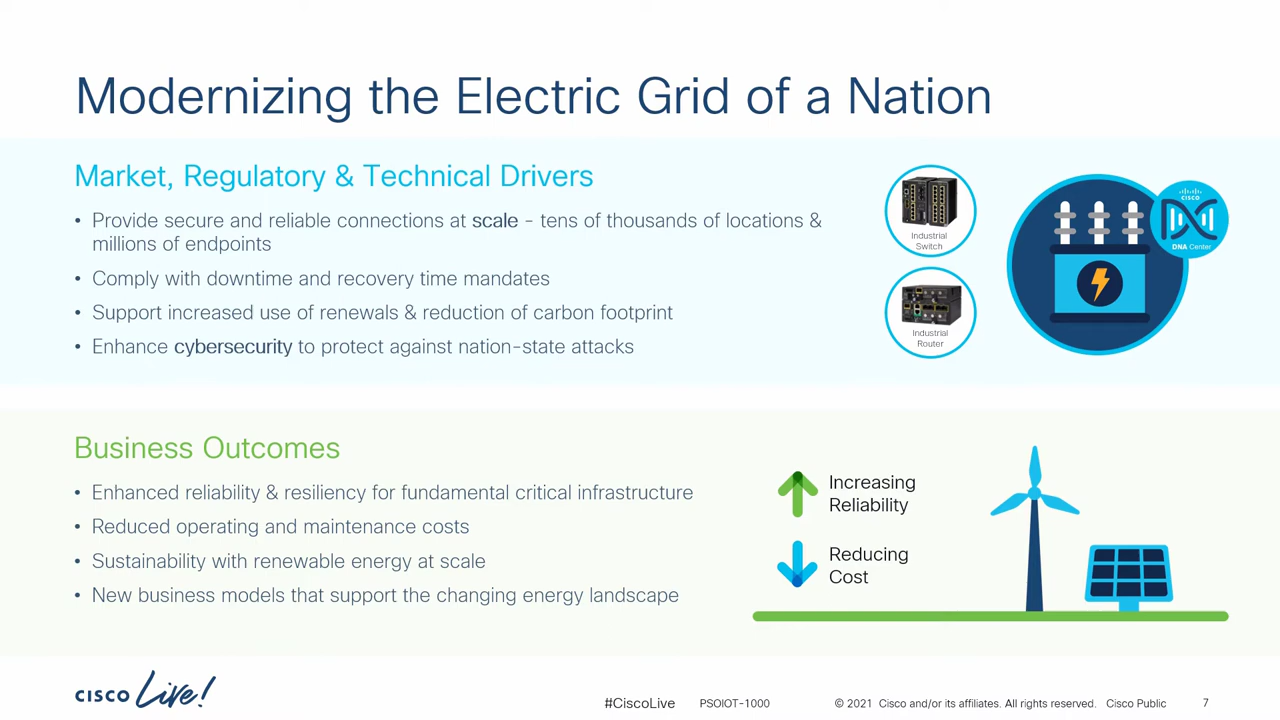 Modernizing the Electric Grid of a Nation
Market, Regulatory & Technical Drivers
• Provide secure and reliable connections at scale - tens of thousands of locations &
millions of endpoints
• Comply with downtime and recovery time mandates
• Support increased use of renewals & reduction of carbon footprint
• Enhance cybersecurity to protect against nation-state attacks
Industrial
Switch
Industrial
Router
CISCO
DNA Center
Business Outcomes
• Enhanced reliability & resiliency for fundamental critical infrastructure
• Reduced operating and maintenance costs
• Sustainability with renewable energy at scale
• New business models that support the changing energy landscape
Increasing
Reliability
Reducing
Cost
CISCO Live!
#CiscoLive PSOIOT-1000 © 2021 Cisco and/or its affiliates. All rights reserved. Cisco Public 7